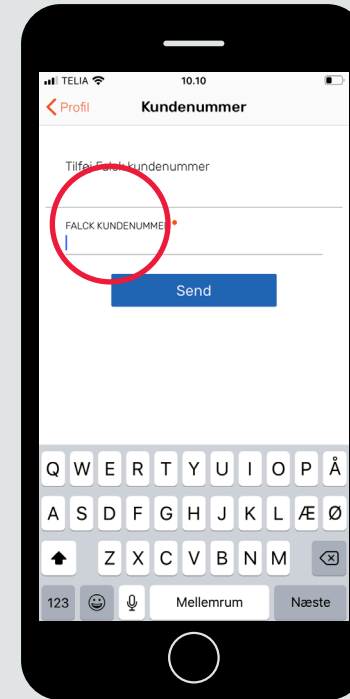 TELIA 10.10
Profil Kundenummer
Tilføj Falck kundenummer
FALCK KUNDENUMMER *
Send
Q W E R T Y U I O P Å
A S D F G H J K L Æ Ø
Z X C V B N M
123 Mellemrum Næste